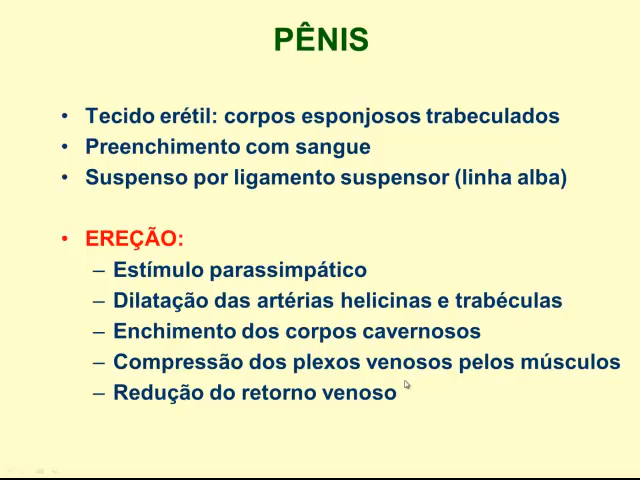 PÊNIS
• Tecido erétil: corpos esponjosos trabeculados
• Preenchimento com sangue
• Suspenso por ligamento suspensor (linha alba)
• EREÇÃO:
– Estímulo parassimpático
– Dilatação das artérias helicinas e trabéculas
– Enchimento dos corpos cavernosos
– Compressão dos plexos venosos pelos músculos
– Redução do retorno venoso